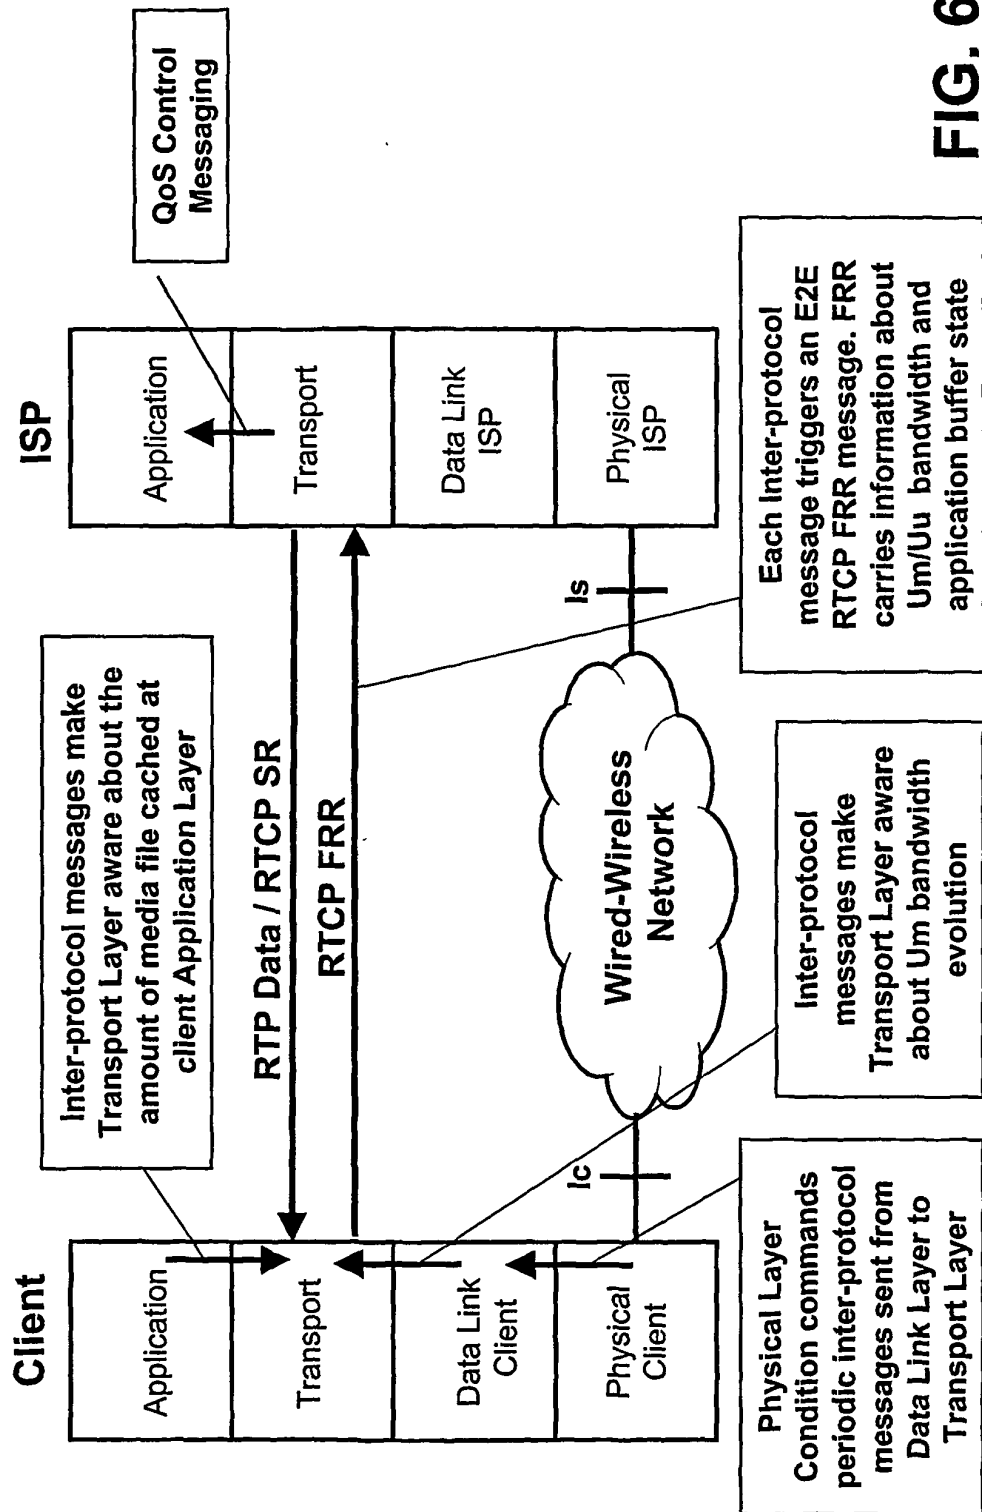 Client
ISP
Application
Transport
Data Link
Client
Physical
Client
Inter-protocol messages make
Transport Layer aware about the
amount of media file cached at
client Application Layer
RTP Data / RTCP SR
RTCP FRR
Ic
Wired-Wireless
Network
Is
Application
Transport
Data Link
ISP
Physical
ISP
QoS Control
Messaging
Physical Layer
Condition commands
periodic inter-protocol
messages sent from
Data Link Layer to
Transport Layer
Inter-protocol
messages make
Transport Layer aware
about Um bandwidth
evolution
Each Inter-protocol
message triggers an E2E
RTCP FRR message. FRR
carries information about
Um/Uu bandwidth and
application buffer state
FIG. 6